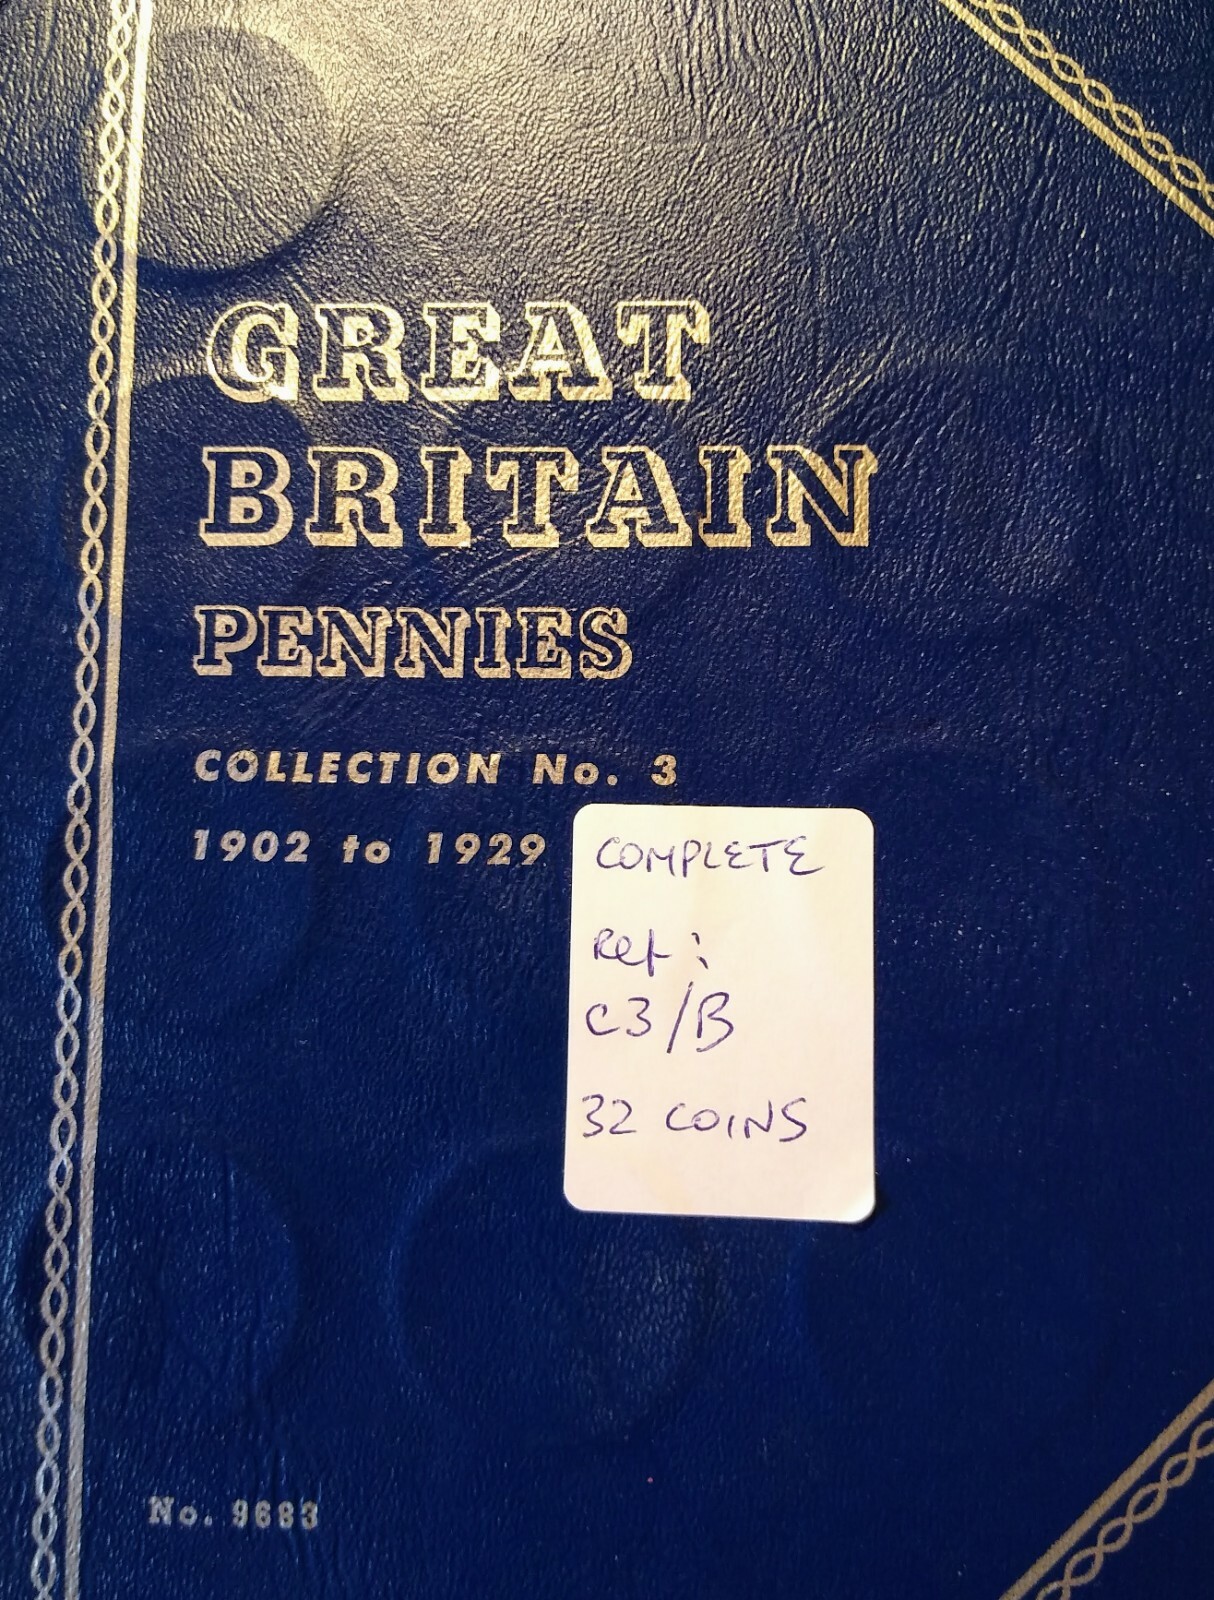 GREAT
BRITAIN
PENNIES
COLLECTION No. 3
1902 to 1929
COMPLETE
Ref:
C3/B
32 COINS
No. 9683